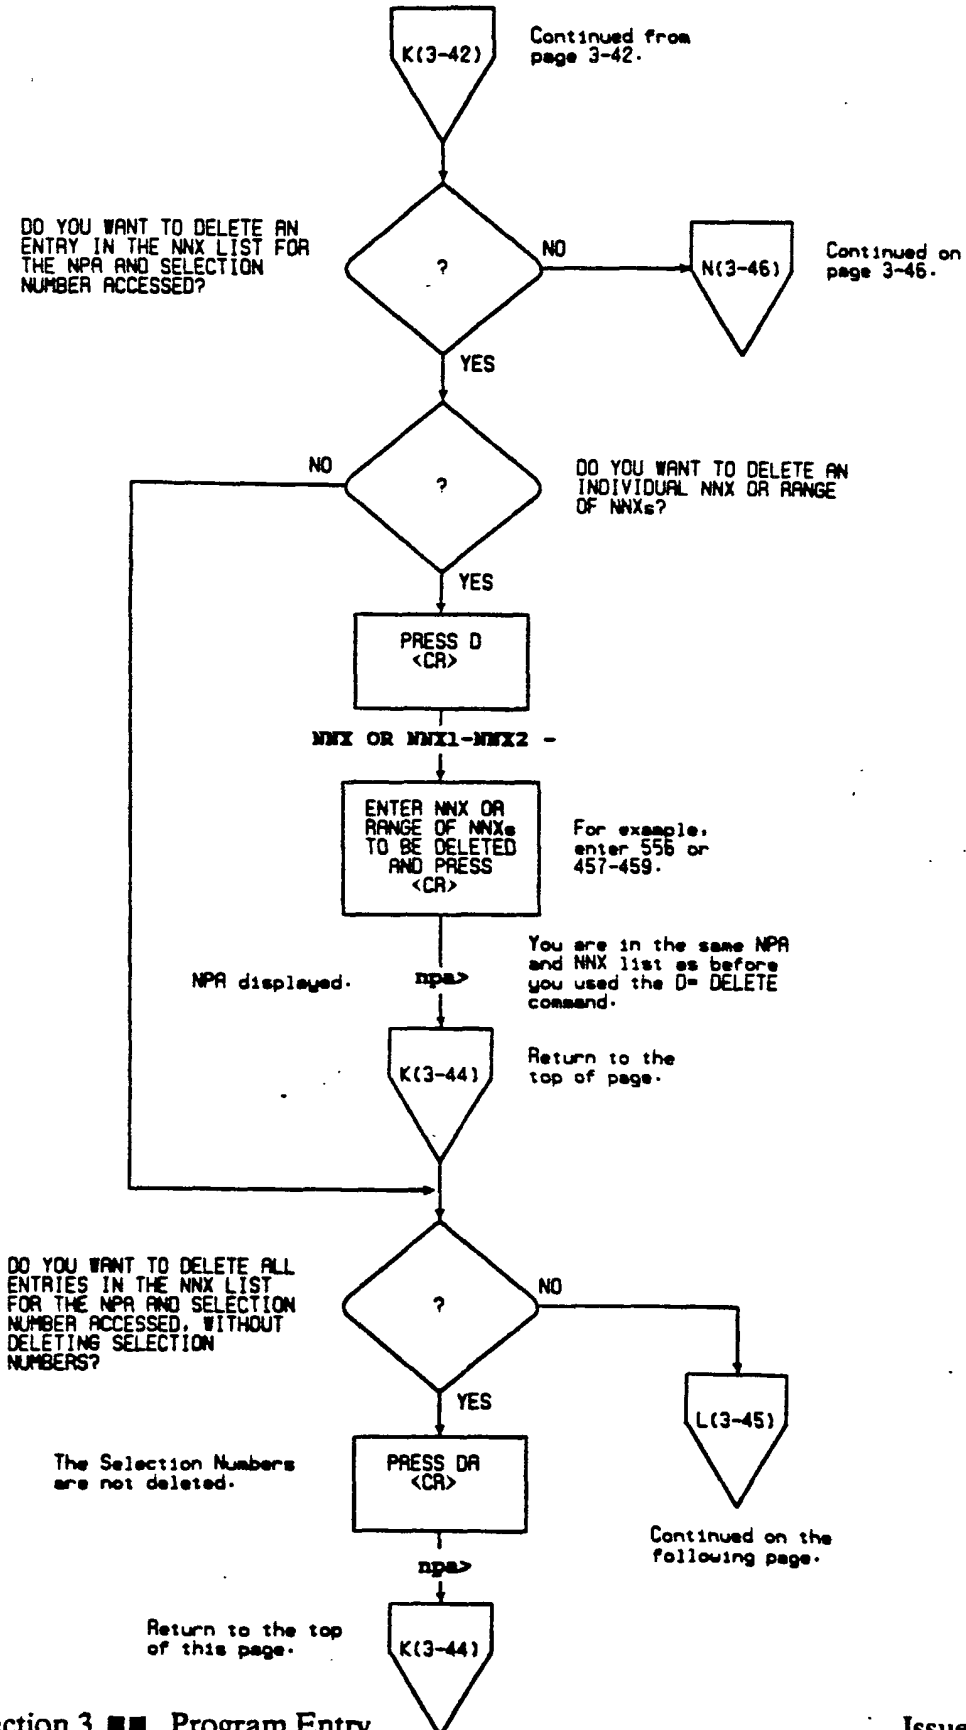 K(3-42)
Continued from
page 3-42.
DO YOU WANT TO DELETE AN
ENTRY IN THE NNX LIST FOR
THE NPA AND SELECTION
NUMBER ACCESSED?
?
NO
N(3-46)
Continued on
page 3-46.
YES
NO
?
DO YOU WANT TO DELETE AN
INDIVIDUAL NNX OR RANGE
OF NNXs?
YES
PRESS D
<CR>
NNX OR NNX1-NNX2 -
ENTER NNX OR
RANGE OF NNXs
TO BE DELETED
AND PRESS
<CR>
For example,
enter 556 or
457-459.
NPA displayed.
npa>
You are in the same NPA
and NNX list as before
you used the D= DELETE
command.
K(3-44)
Return to the
top of page.
DO YOU WANT TO DELETE ALL
ENTRIES IN THE NNX LIST
FOR THE NPA AND SELECTION
NUMBER ACCESSED, WITHOUT
DELETING SELECTION
NUMBERS?
?
NO
L(3-45)
Continued on the
following page.
YES
The Selection Numbers
are not deleted.
PRESS DA
<CR>
npa>
Return to the top
of this page.
K(3-44)
ection 3 ■■ Program Entry
Issue